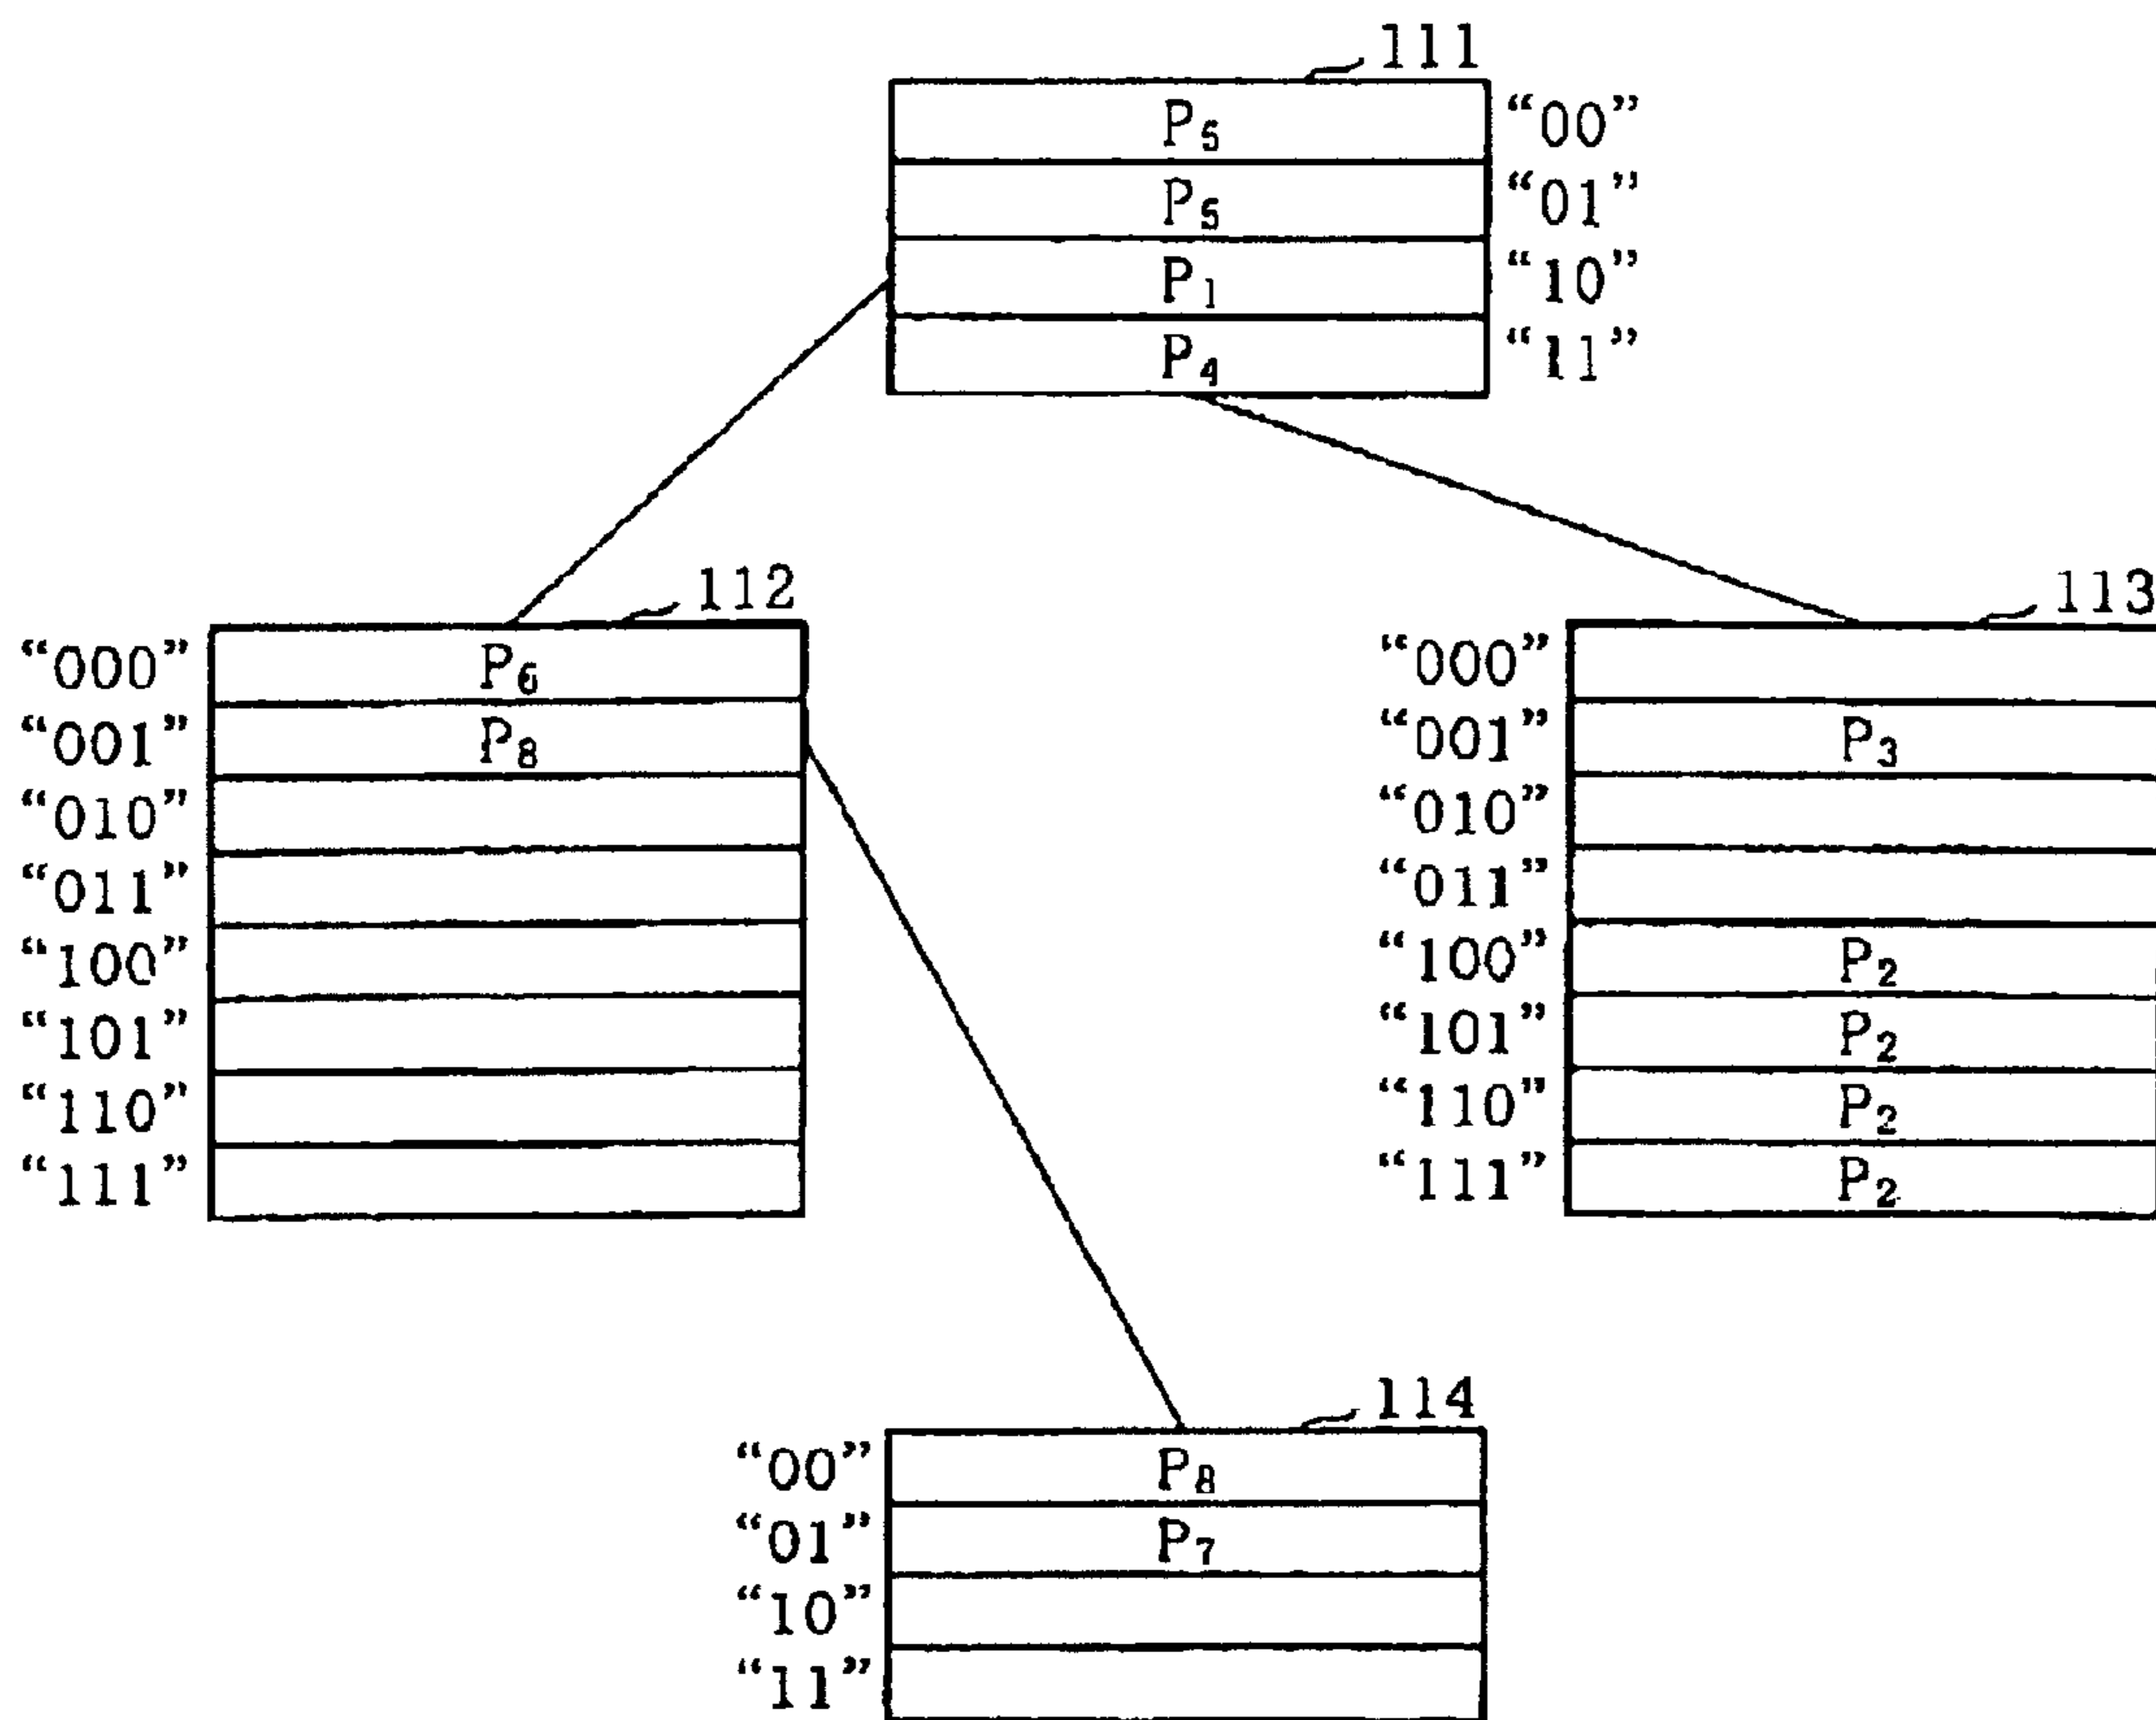 111
P5 “00”
P5 “01”
P1 “10”
P4 “11”
112
“000” P6
“001” P8
“010”
“011”
“100”
“101”
“110”
“111”
113
“000”
“001” P3
“010”
“011”
“100” P2
“101” P2
“110” P2
“111” P2
114
“00” P8
“01” P7
“10”
“11”